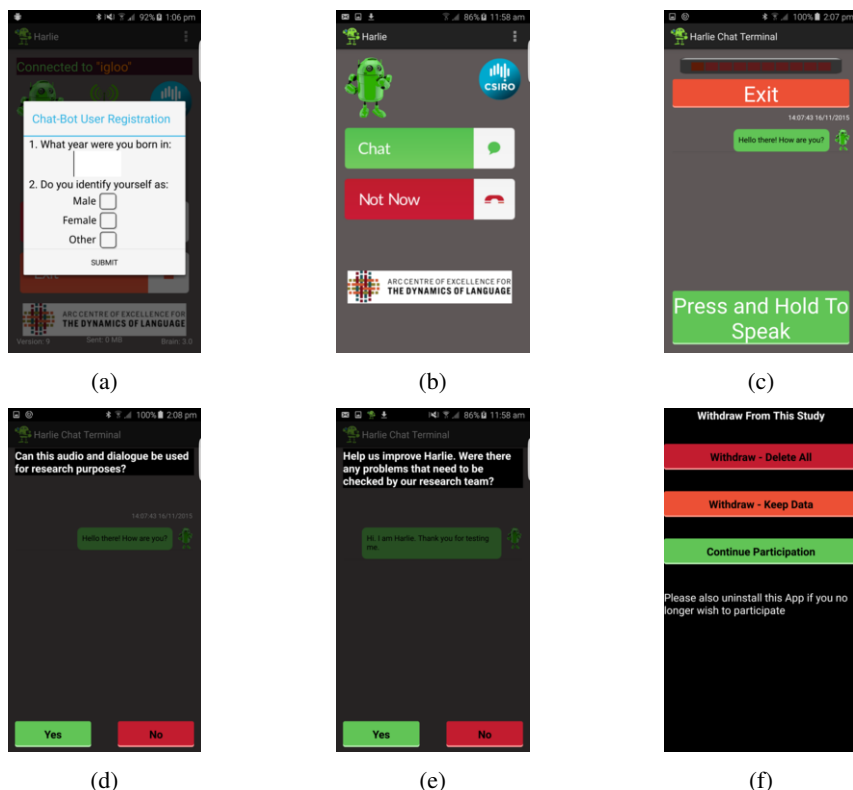 92% 1:06 pm
Harlie
Connected to "igloo"
Chat-Bot User Registration
1. What year were you born in:
2. Do you identify yourself as:
Male
Female
Other
SUBMIT
Exit
ARC CENTRE OF EXCELLENCE FOR
THE DYNAMICS OF LANGUAGE
Version: 9 Sent: 0 MB Brain: 3.0
(a)
86% 11:58 am
Harlie
CSIRO
Chat
Not Now
ARC CENTRE OF EXCELLENCE FOR
THE DYNAMICS OF LANGUAGE
(b)
100% 2:07 pm
Harlie Chat Terminal
Exit
14:07:43 16/11/2015
Hello there! How are you?
Press and Hold To
Speak
(c)
100% 2:08 pm
Harlie Chat Terminal
Can this audio and dialogue be used
for research purposes?
14:07:43 16/11/2015
Hello there! How are you?
Yes No
(d)
86% 11:58 am
Harlie Chat Terminal
Help us improve Harlie. Were there
any problems that need to be
checked by our research team?
Hi. I am Harlie. Thank you for testing
me.
Yes No
(e)
Withdraw From This Study
Withdraw - Delete All
Withdraw - Keep Data
Continue Participation
Please also uninstall this App if you no
longer wish to participate
(f)